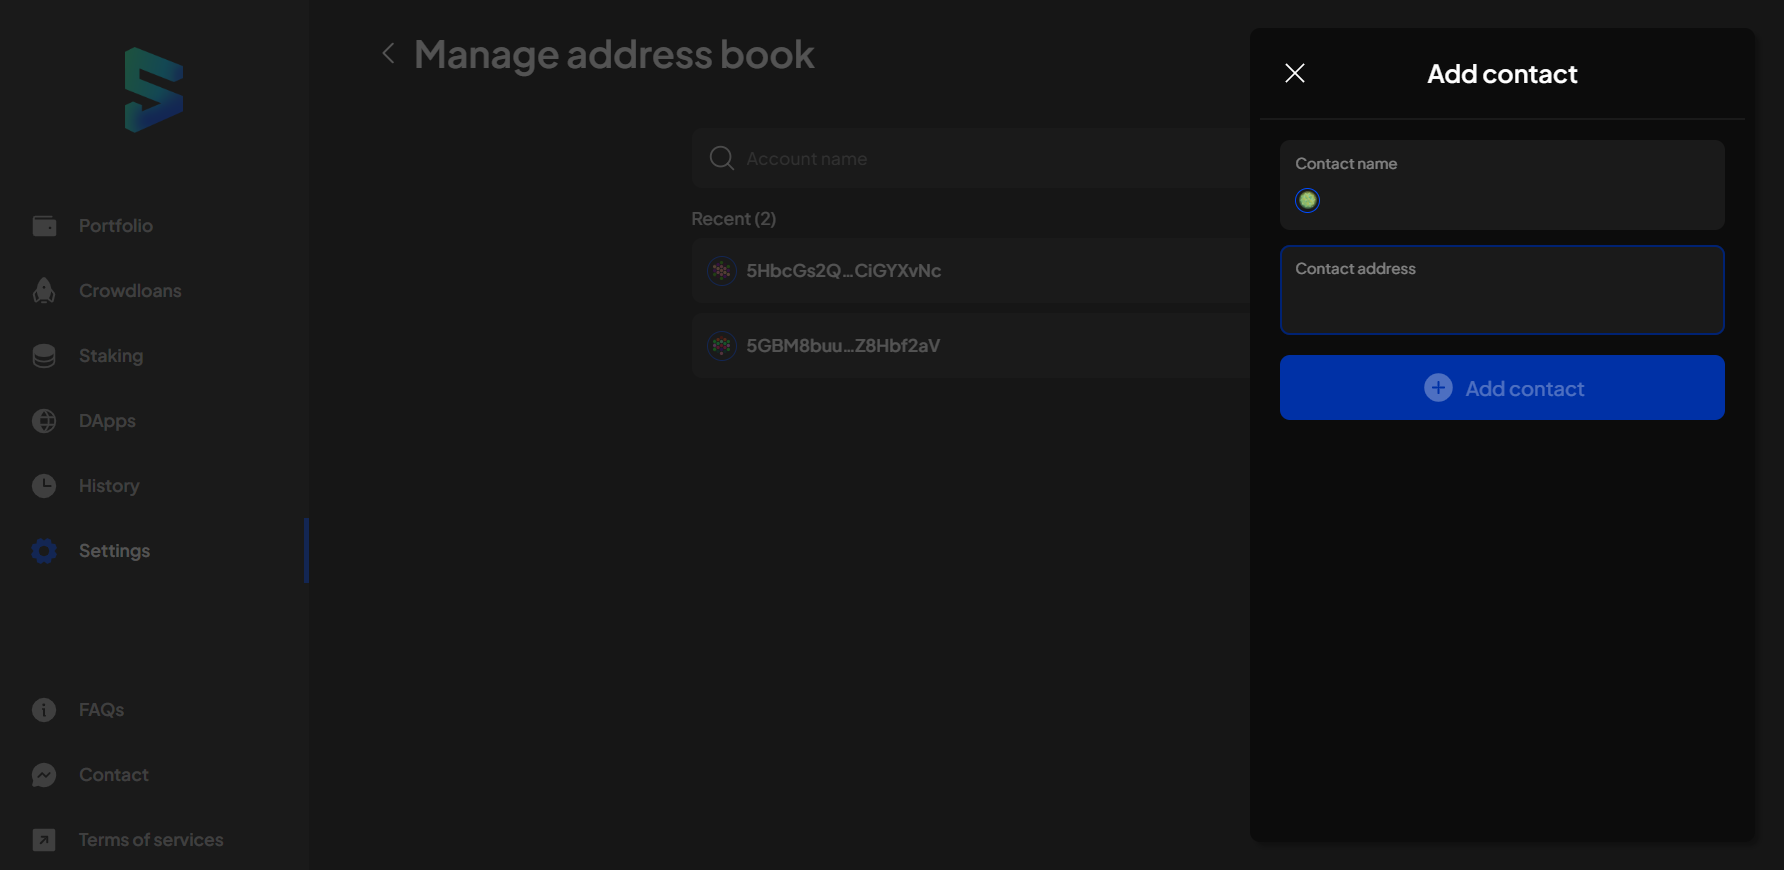 Manage address book
Portfolio
Crowdloans
Staking
DApps
History
Settings
FAQs
Contact
Terms of services
Account name
Recent (2)
5HbcGs2Q...CiGYXvNc
5GBM8buu...Z8Hbf2aV
Add contact
Contact name
Contact address
Add contact